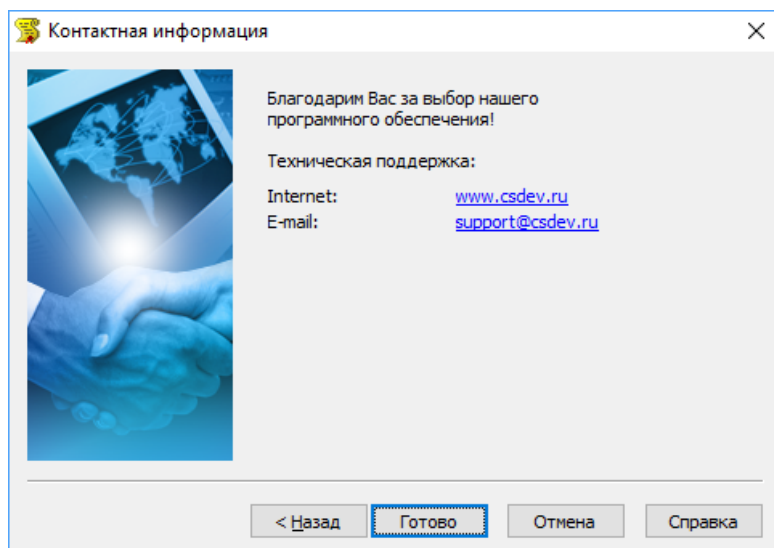 Контактная информация
Благодарим Вас за выбор нашего
программного обеспечения!
Техническая поддержка:
Internet: www.csdev.ru
E-mail: support@csdev.ru
< Назад Готово Отмена Справка